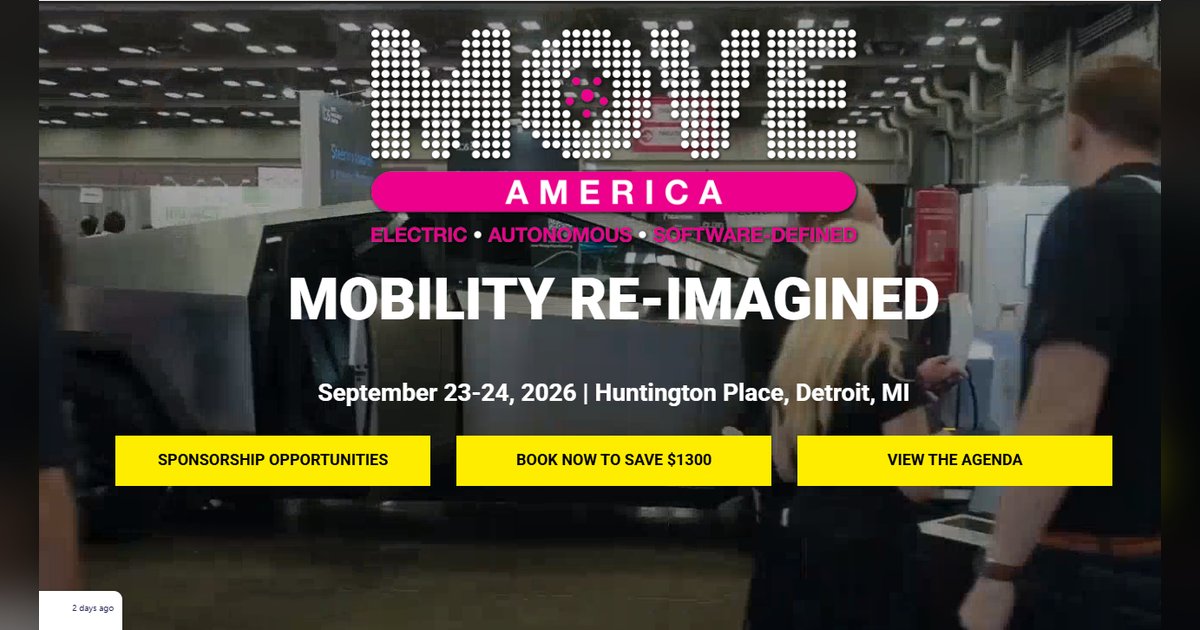 MOVE
AMERICA
ELECTRIC • AUTONOMOUS • SOFTWARE-DEFINED
MOBILITY RE-IMAGINED
September 23-24, 2026 | Huntington Place, Detroit, MI
SPONSORSHIP OPPORTUNITIES
BOOK NOW TO SAVE $1300
VIEW THE AGENDA
2 days ago